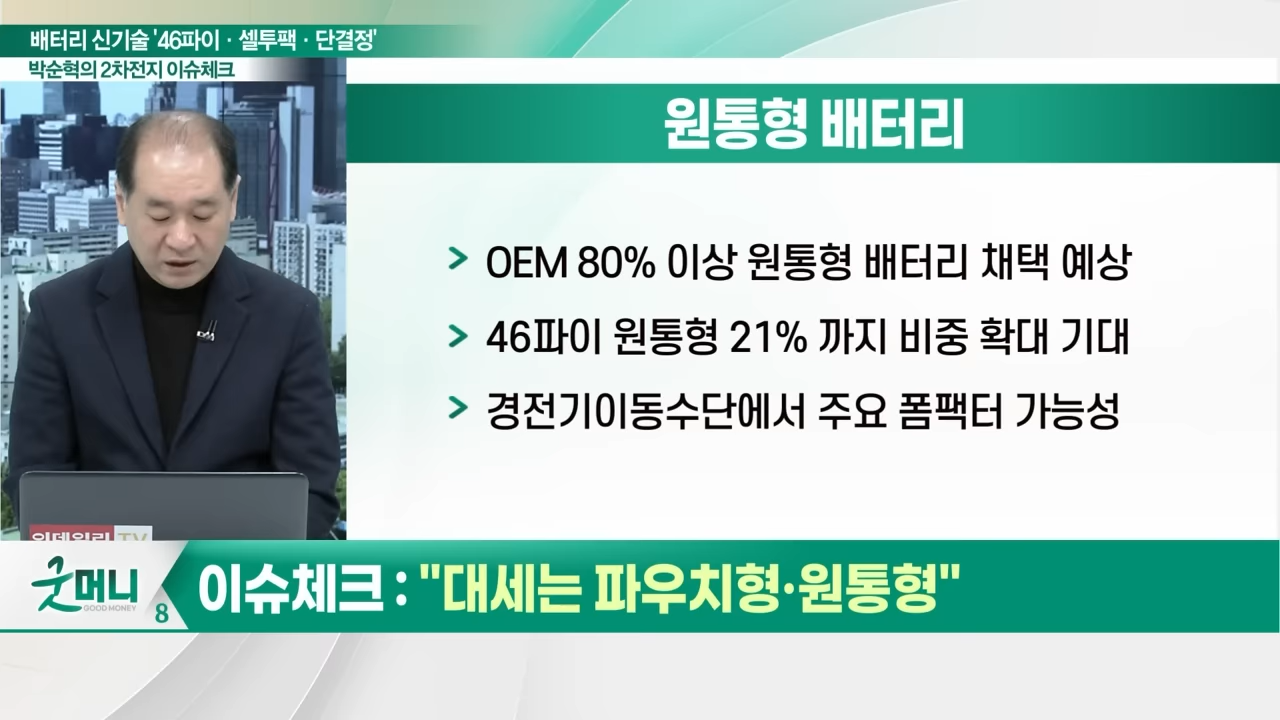 배터리 신기술 '46파이 · 셀투팩 · 단결정'
박순혁의 2차전지 이슈체크
원통형 배터리
> OEM 80% 이상 원통형 배터리 채택 예상
> 46파이 원통형 21% 까지 비중 확대 기대
> 경전기이동수단에서 주요 폼팩터 가능성
TV
굿머니
GOOD MONEY
8
이슈체크 : "대세는 파우치형·원통형"